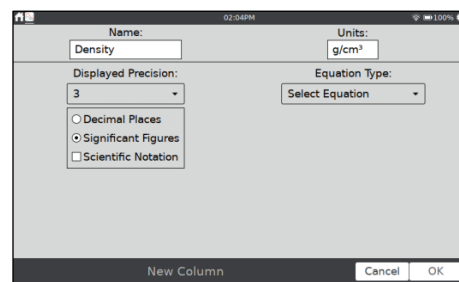 02:04PM 100%
Name: Units:
Density g/cm³
Displayed Precision: Equation Type:
3 Select Equation
Decimal Places
Significant Figures
Scientific Notation
New Column Cancel OK